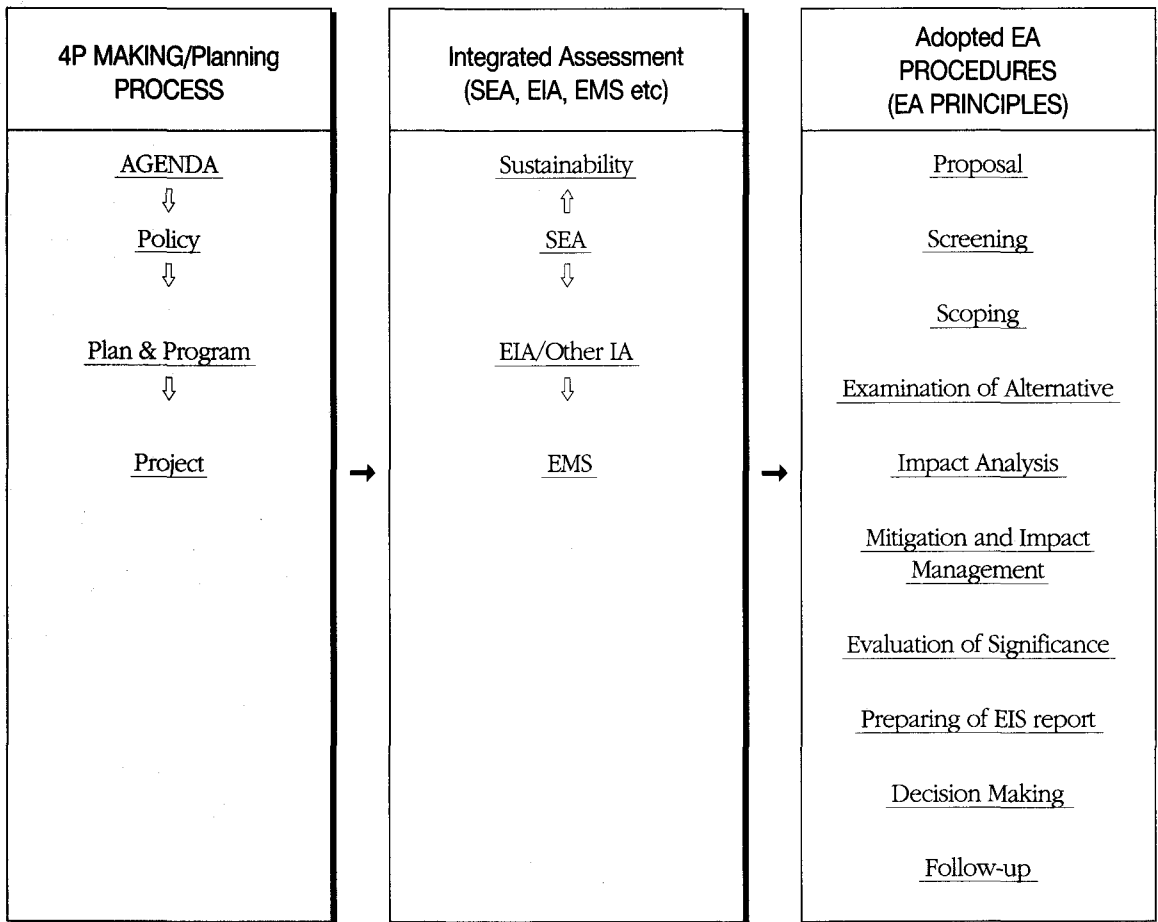 4P MAKING/Planning
PROCESS
AGENDA
⇩
Policy
⇩
Plan & Program
⇩
Project
→
Integrated Assessment
(SEA, EIA, EMS etc)
Sustainability
⇧
SEA
⇩
EIA/Other IA
⇩
EMS
→
Adopted EA
PROCEDURES
(EA PRINCIPLES)
Proposal
Screening
Scoping
Examination of Alternative
Impact Analysis
Mitigation and Impact
Management
Evaluation of Significance
Preparing of EIS report
Decision Making
Follow-up